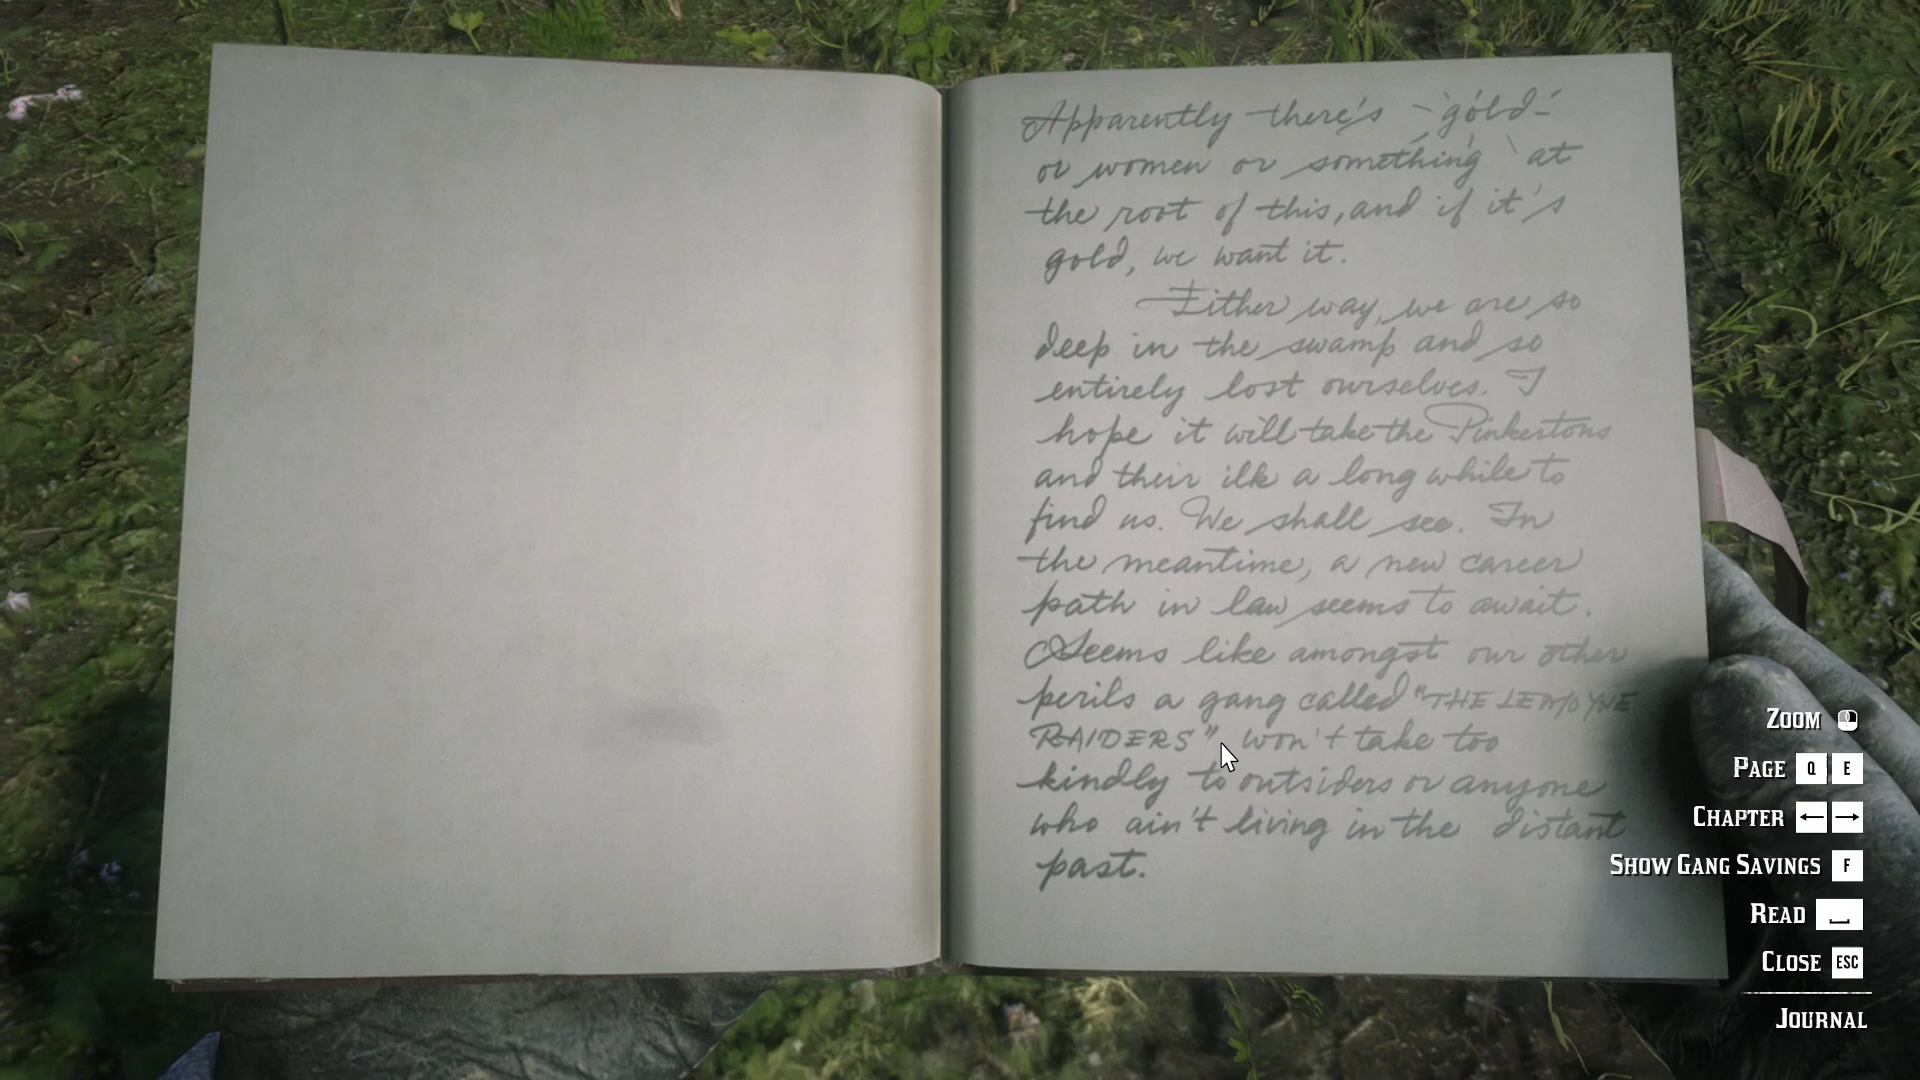 Apparently there's - gold -
or women or something at
the root of this, and if it's
gold, we want it.
Either way, we are so
deep in the swamp and so
entirely lost ourselves. I
hope it will take the Pinkertons
and their ilk a long while to
find us. We shall see. In
the meantime, a new career
path in law seems to await.
Seems like amongst our other
perils a gang called "THE LEMOYNE
RAIDERS" won't take too
kindly to outsiders or anyone
who ain't living in the distant
past.
ZOOM
PAGE Q E
CHAPTER ← →
SHOW GANG SAVINGS F
READ
CLOSE ESC
JOURNAL